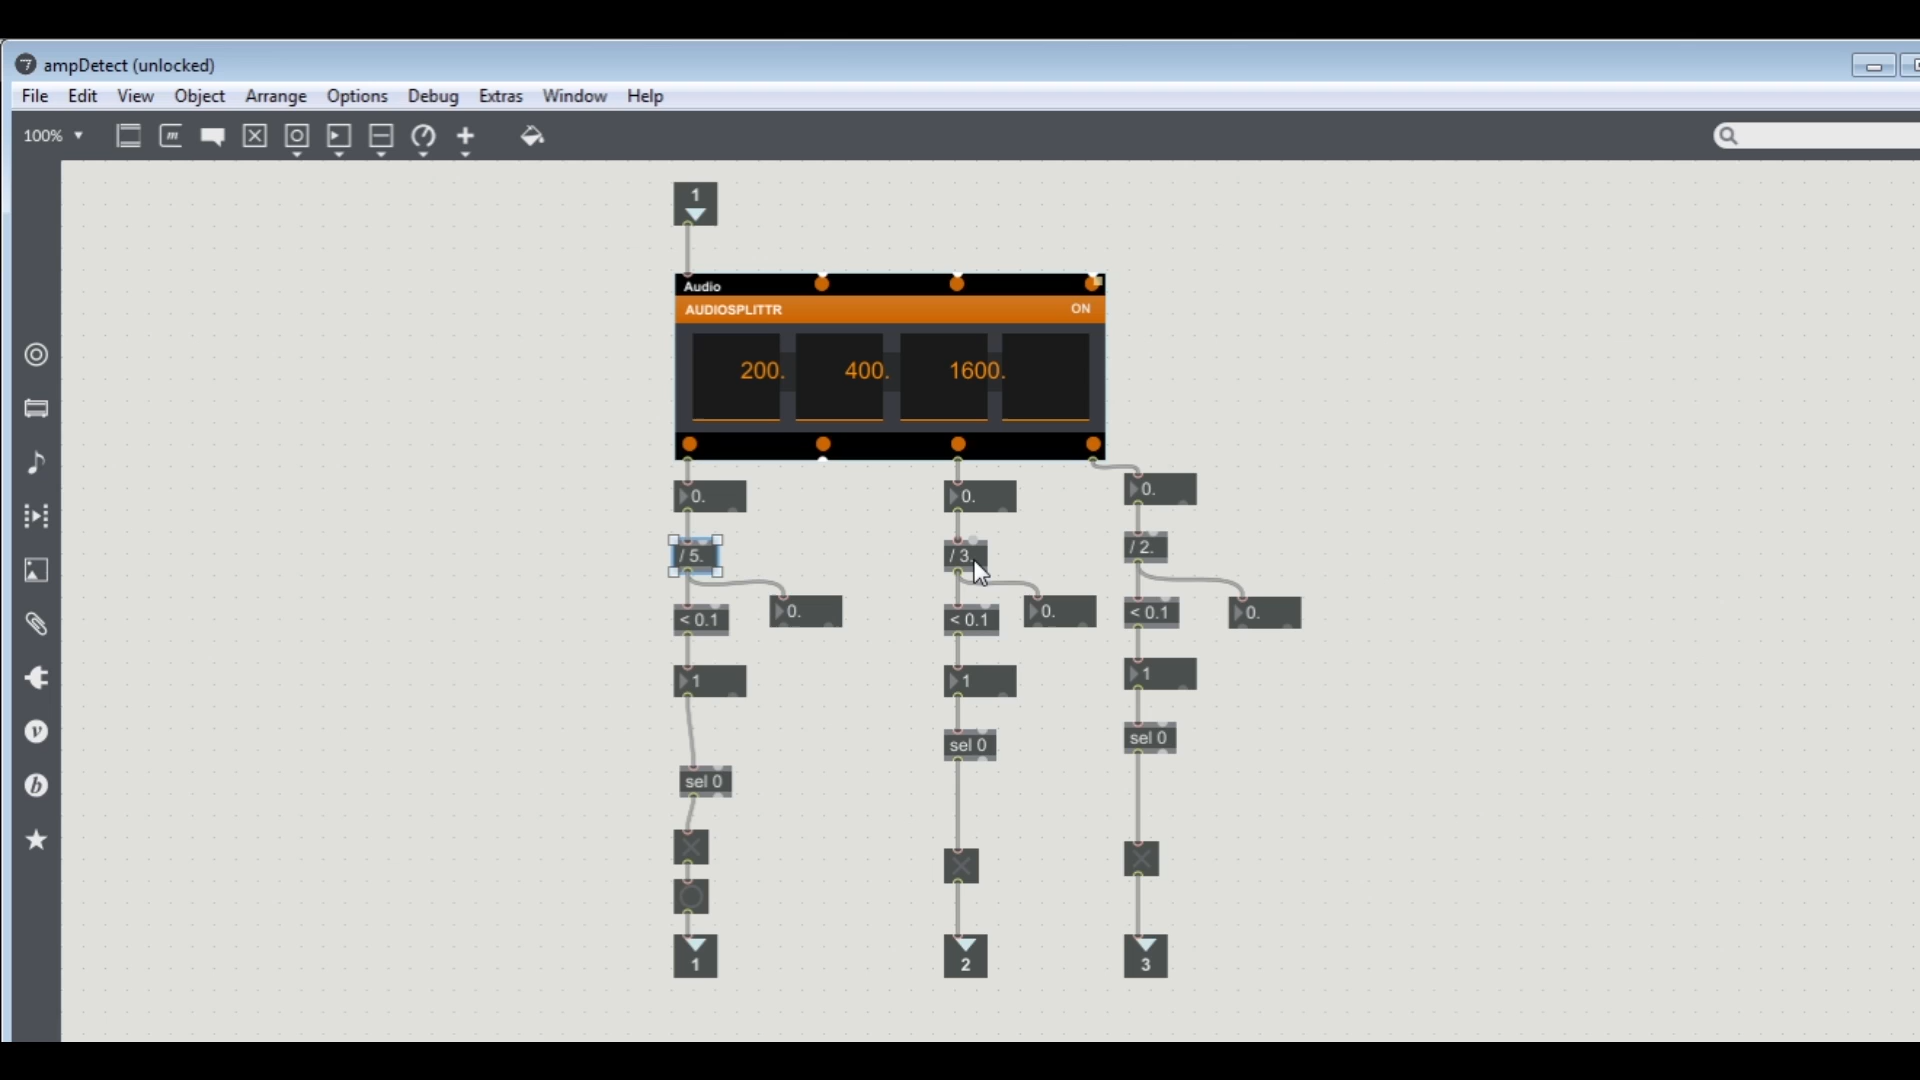 ampDetect (unlocked)
File Edit View Object Arrange Options Debug Extras Window Help
100%
1
Audio
AUDIOSPLITTR ON
200. 400. 1600.
0. 0. 0.
/ 5. / 3. / 2.
0. 0. 0.
< 0.1 < 0.1 < 0.1
1 1 1
sel 0 sel 0 sel 0
1 2 3